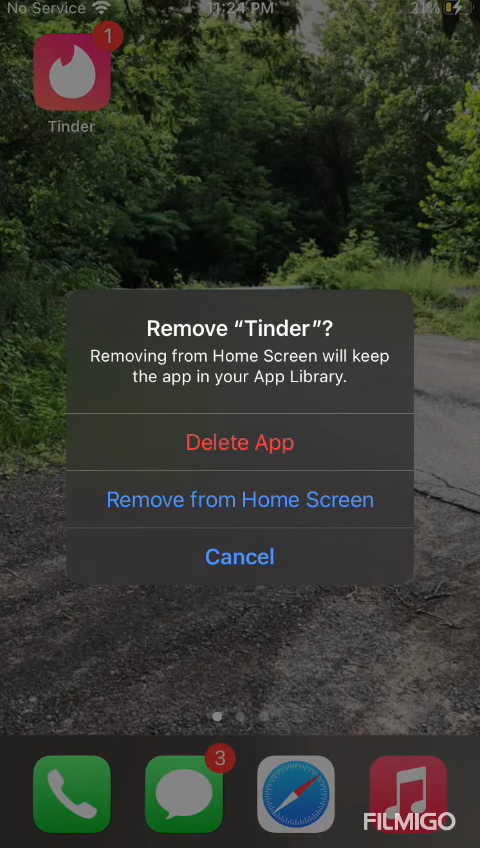 No Service 11:24 PM 21%
1
Tinder
Remove “Tinder”?
Removing from Home Screen will keep
the app in your App Library.
Delete App
Remove from Home Screen
Cancel
3
FILMIGO